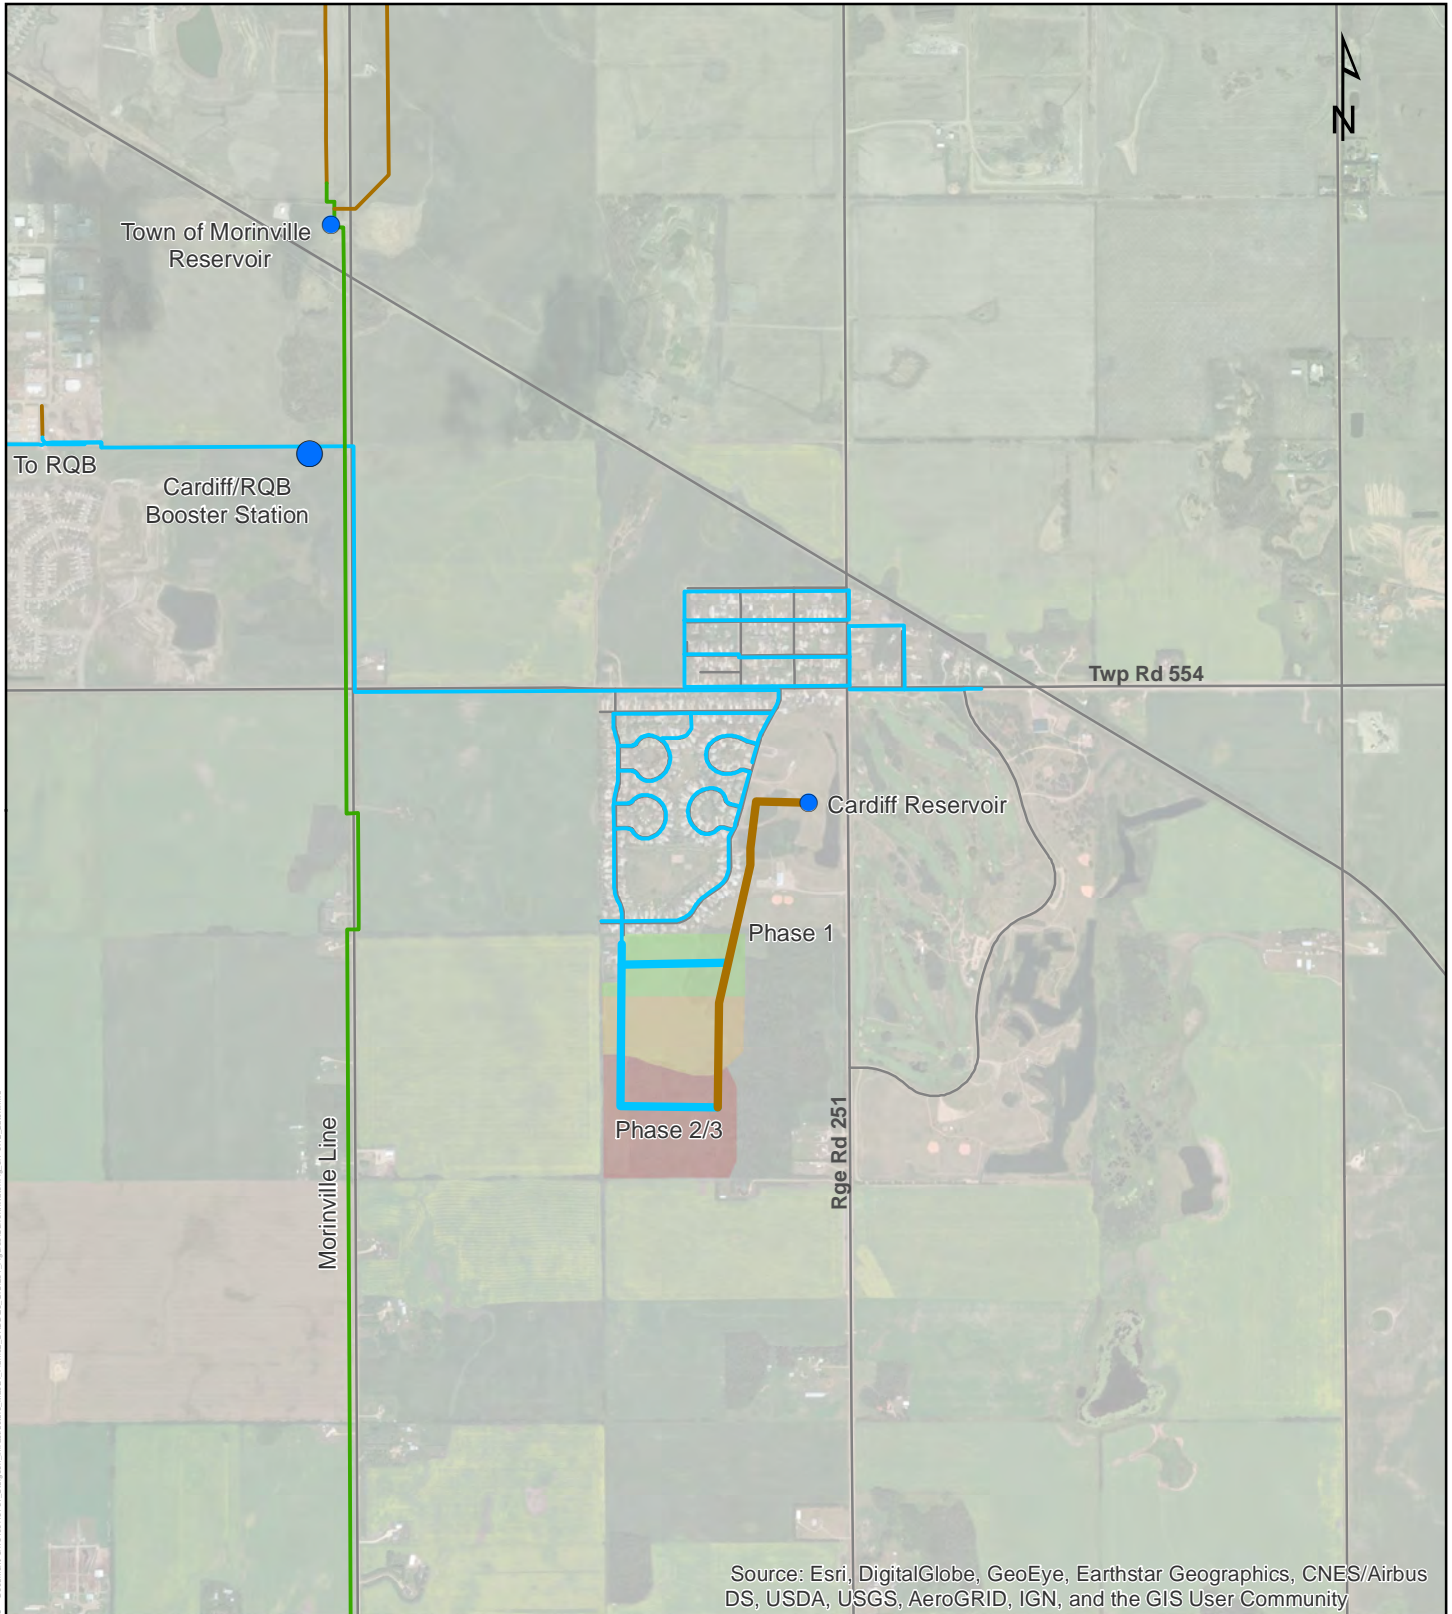 N
Town of Morinville
Reservoir
To RQB
Cardiff/RQB
Booster Station
Twp Rd 554
Cardiff Reservoir
Phase 1
Phase 2/3
Rge Rd 251
Morinville Line
Source: Esri, DigitalGlobe, GeoEye, Earthstar Geographics, CNES/Airbus
DS, USDA, USGS, AeroGRID, IGN, and the GIS User Community